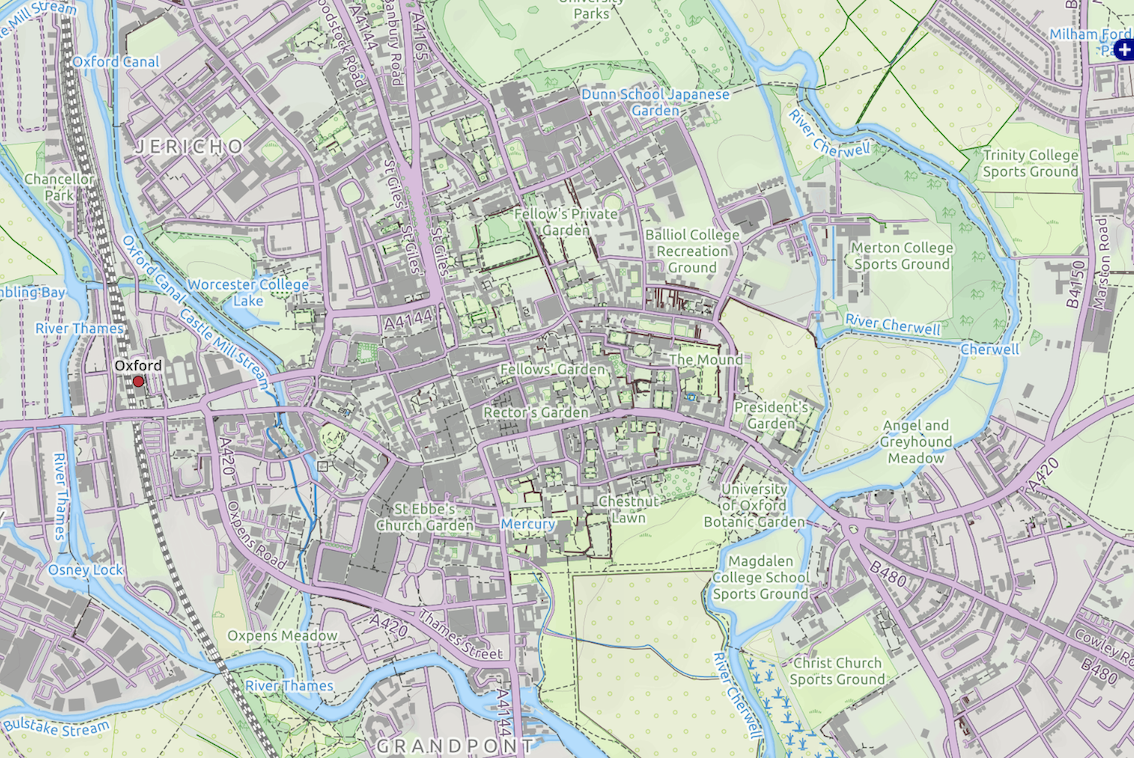 University
Parks
le Mill Stream
Oxford Canal
Woodstock Road
A4144
Banbury Road
A4165
Milham Ford
Dunn School Japanese
Garden
River Cherwell
JERICHO
Trinity College
Sports Ground
Chancellor
Park
St Giles
St Giles
St Giles
Fellow's Private
Garden
Balliol College
Recreation
Ground
Merton College
Sports Ground
B4150
Marston Road
Oxford Canal
Castle Mill Stream
Worcester College
Lake
mbling Bay
River Thames
A4144
River Cherwell
Cherwell
Oxford
The Mound
Fellows' Garden
Rector's Garden
President's
Garden
Angel and
Greyhound
Meadow
A420
River Thames
A420
Oxpens Road
St Ebbe's
Church Garden
Mercury
Chestnut
Lawn
University
of Oxford
Botanic Garden
Osney Lock
Magdalen
College School
Sports Ground
B480
Oxpens Meadow
A420
Thames Street
Cowley Ro
B480
River Thames
River Cherwell
Christ Church
Sports Ground
A4144
Bulstake Stream
GRANDPONT